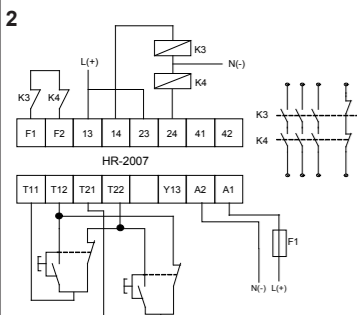 2
L(+)
K3
N(-)
K4
K3 K4
F1 F2 13 14 23 24 41 42
K3
K4
HR-2007
T11 T12 T21 T22 Y13 A2 A1
F1
N(-) L(+)